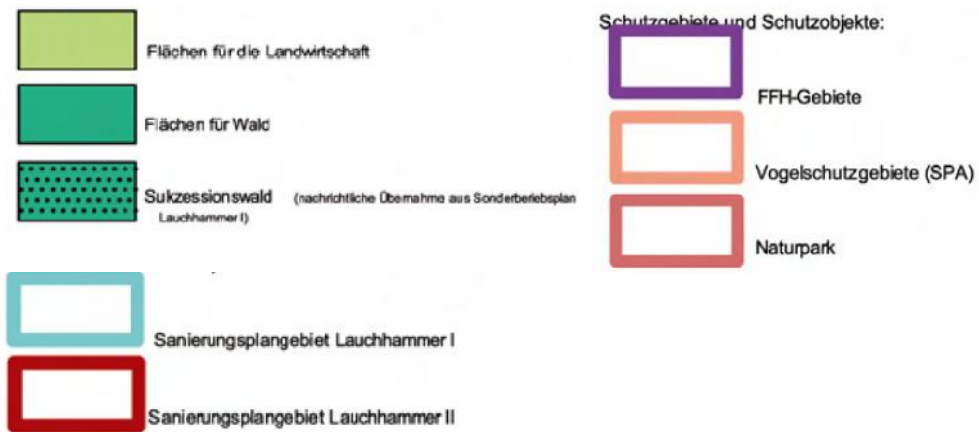 Flächen für die Landwirtschaft
Flächen für Wald
Sukzessionswald (nachrichtliche Übernahme aus Sonderberiebsplan
Lauchhammer I)
Schutzgebiete und Schutzobjekte:
FFH-Gebiete
Vogelschutzgebiete (SPA)
Naturpark
Sanierungsplangebiet Lauchhammer I
Sanierungsplangebiet Lauchhammer II